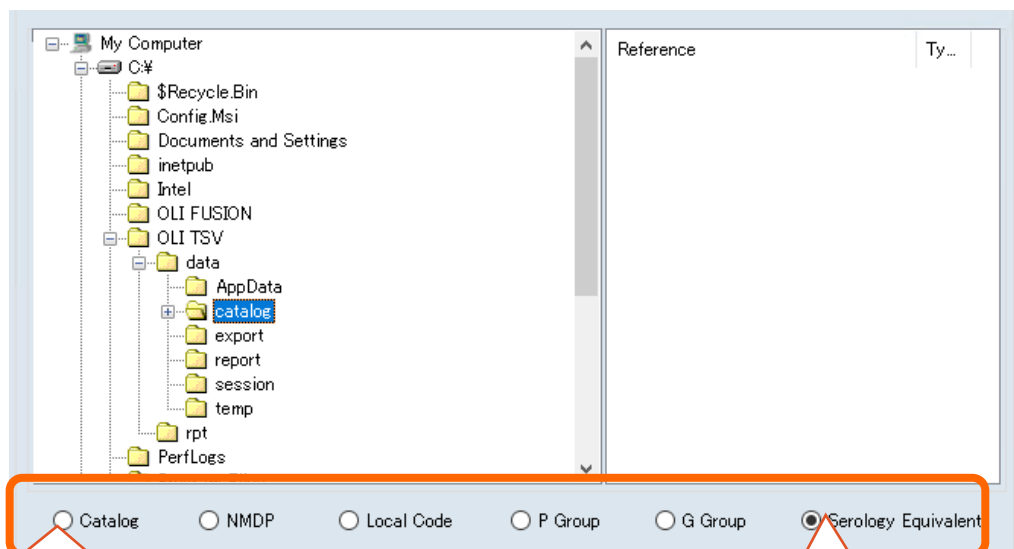 My Computer
C:¥
$Recycle.Bin
Config.Msi
Documents and Settings
inetpub
Intel
OLI FUSION
OLI TSV
data
AppData
catalog
export
report
session
temp
rpt
PerfLogs
Reference Ty...
Catalog NMDP Local Code P Group G Group Serology Equivalent